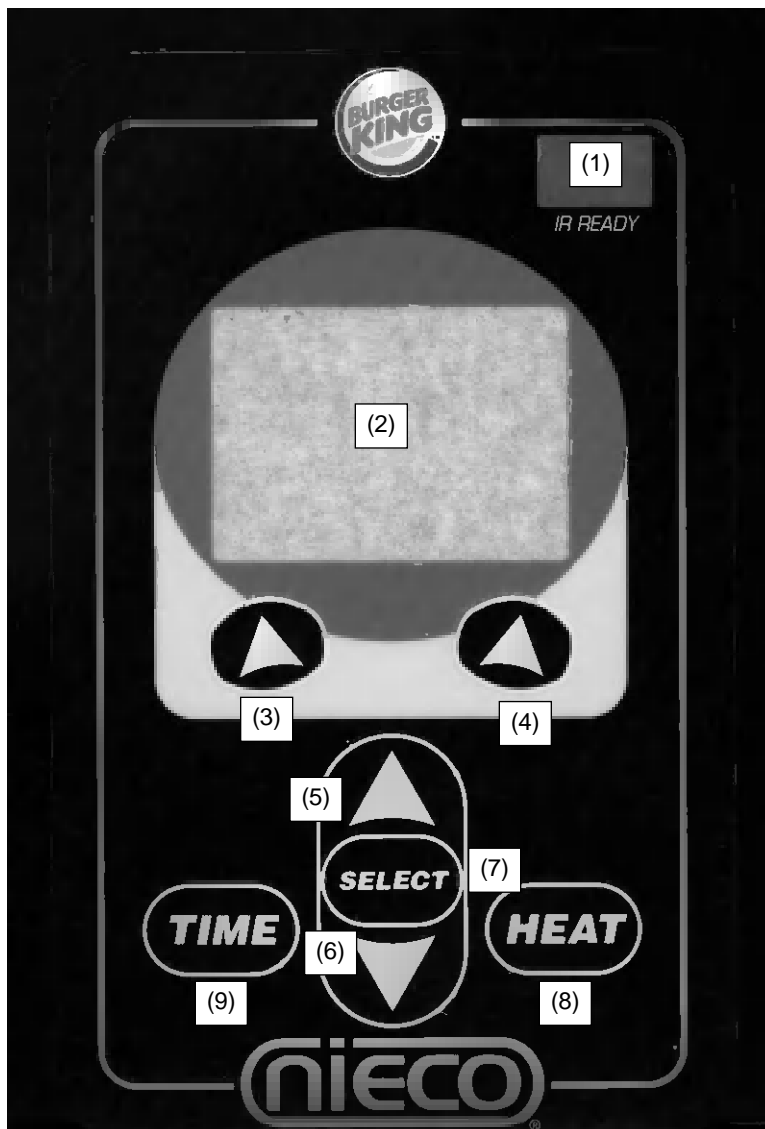 BURGER
KING
(1)
IR READY
(2)
(3)
(4)
(5)
(7)
SELECT
TIME
HEAT
(6)
(9)
(8)
nieco
®